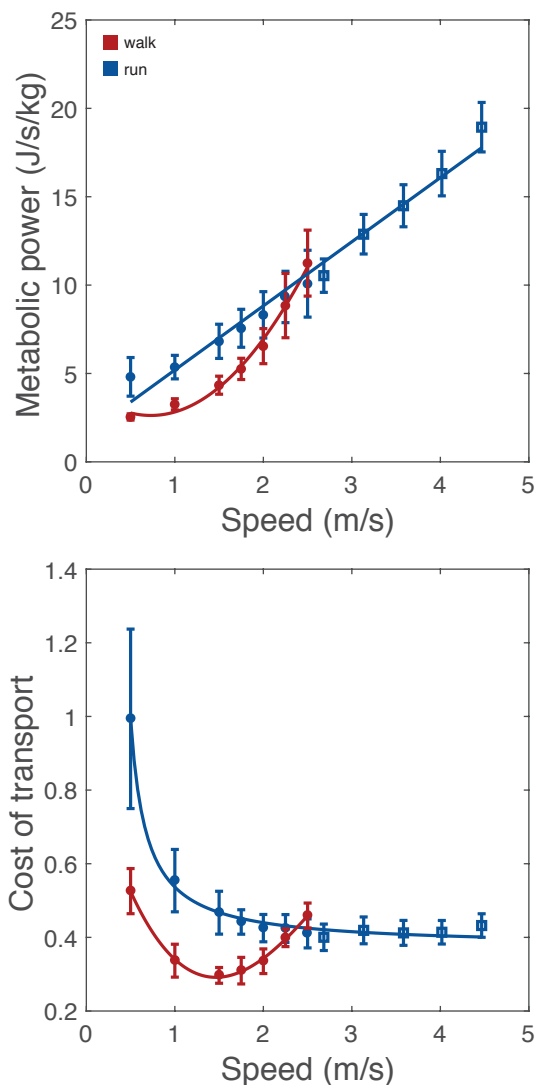 25
walk
run
20
15
10
5
0
Metabolic power (J/s/kg)
0 1 2 3 4 5
Speed (m/s)
1.4
1.2
1
0.8
0.6
0.4
0.2
Cost of transport
0 1 2 3 4 5
Speed (m/s)